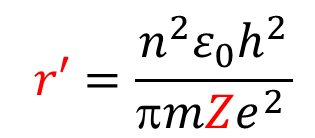 r′ = n²ε₀h² / πmZe²